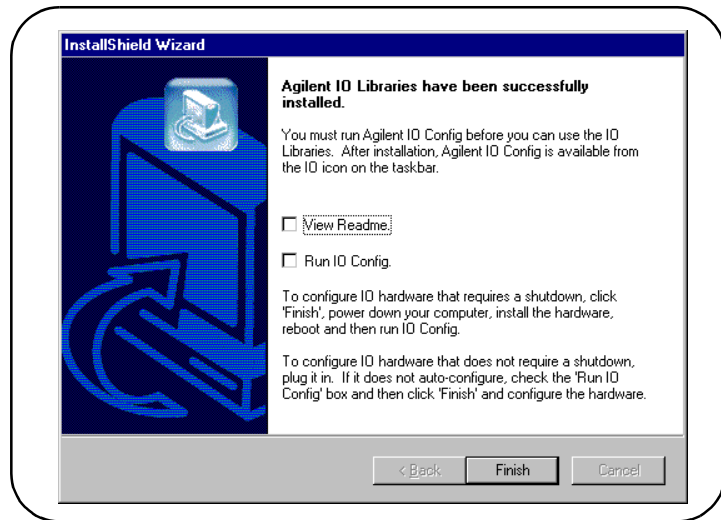 InstallShield Wizard
Agilent IO Libraries have been successfully
installed.
You must run Agilent IO Config before you can use the IO
Libraries. After installation, Agilent IO Config is available from
the IO icon on the taskbar.
View Readme.
Run IO Config.
To configure IO hardware that requires a shutdown, click
'Finish', power down your computer, install the hardware,
reboot and then run IO Config.
To configure IO hardware that does not require a shutdown,
plug it in. If it does not auto-configure, check the 'Run IO
Config' box and then click 'Finish' and configure the hardware.
< Back Finish Cancel